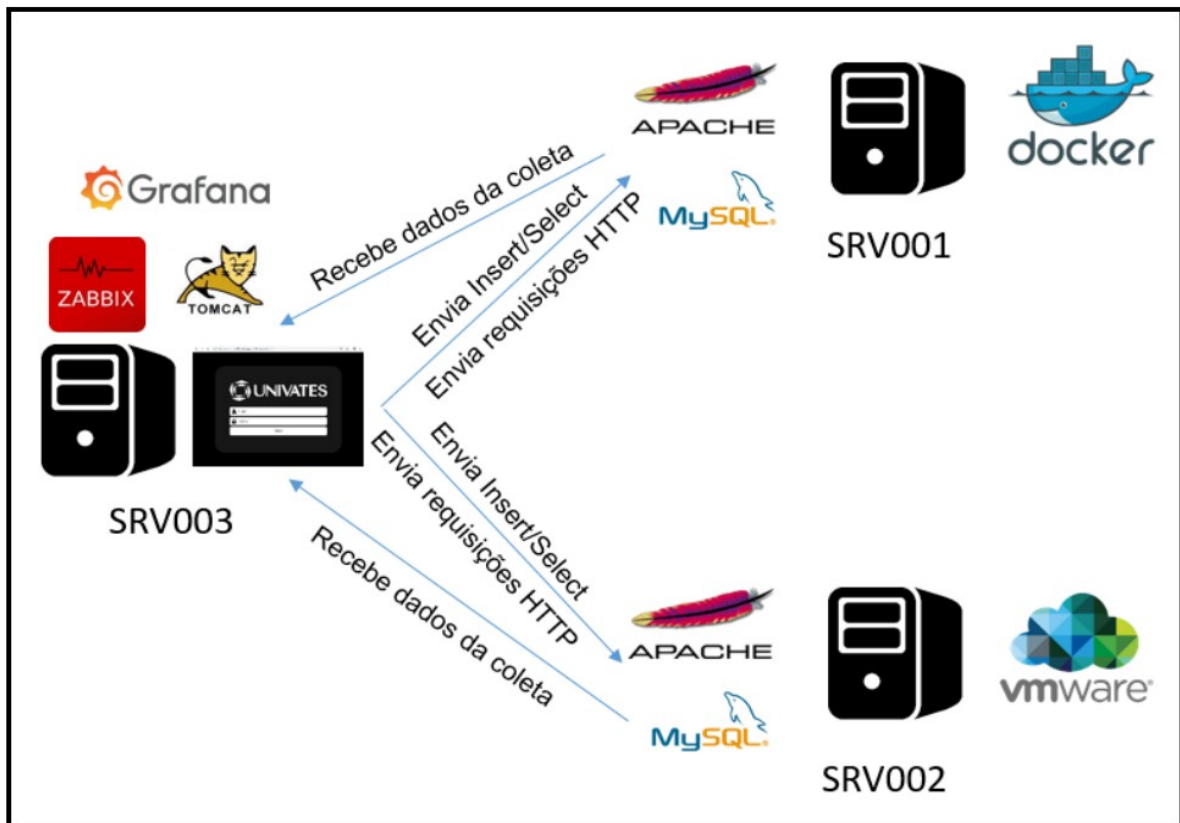 APACHE
docker
MySQL
SRV001
Grafana
ZABBIX
TOMCAT
UNIVATES
SRV003
Recebe dados da coleta
Envia Insert/Select
Envia requisições HTTP
Envia Insert/Select
Envia requisições HTTP
Recebe dados da coleta
APACHE
MySQL
vmware
SRV002